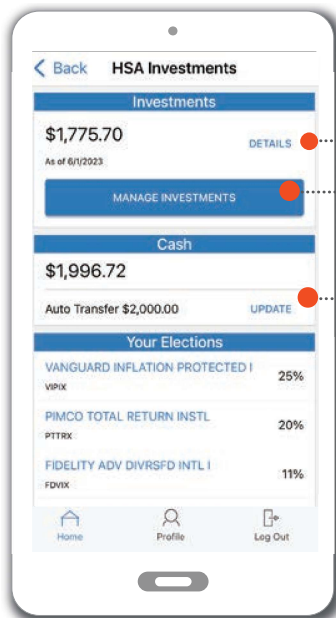 Back HSA Investments
Investments
$1,775.70 DETAILS
As of 6/1/2023
MANAGE INVESTMENTS
Cash
$1,996.72
Auto Transfer $2,000.00 UPDATE
Your Elections
VANGUARD INFLATION PROTECTED I 25%
VIPIX
PIMCO TOTAL RETURN INSTL 20%
PTTRX
FIDELITY ADV DIVRSFD INTL I 11%
FDVIX
Home Profile Log Out